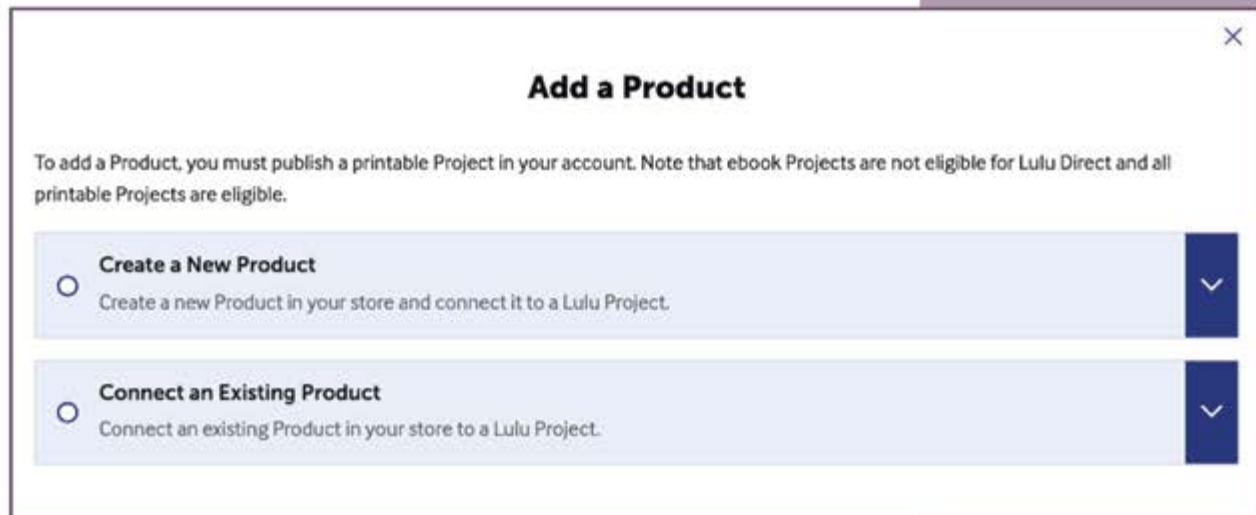 Add a Product
To add a Product, you must publish a printable Project in your account. Note that ebook Projects are not eligible for Lulu Direct and all
printable Projects are eligible.
Create a New Product
Create a new Product in your store and connect it to a Lulu Project.
Connect an Existing Product
Connect an existing Product in your store to a Lulu Project.